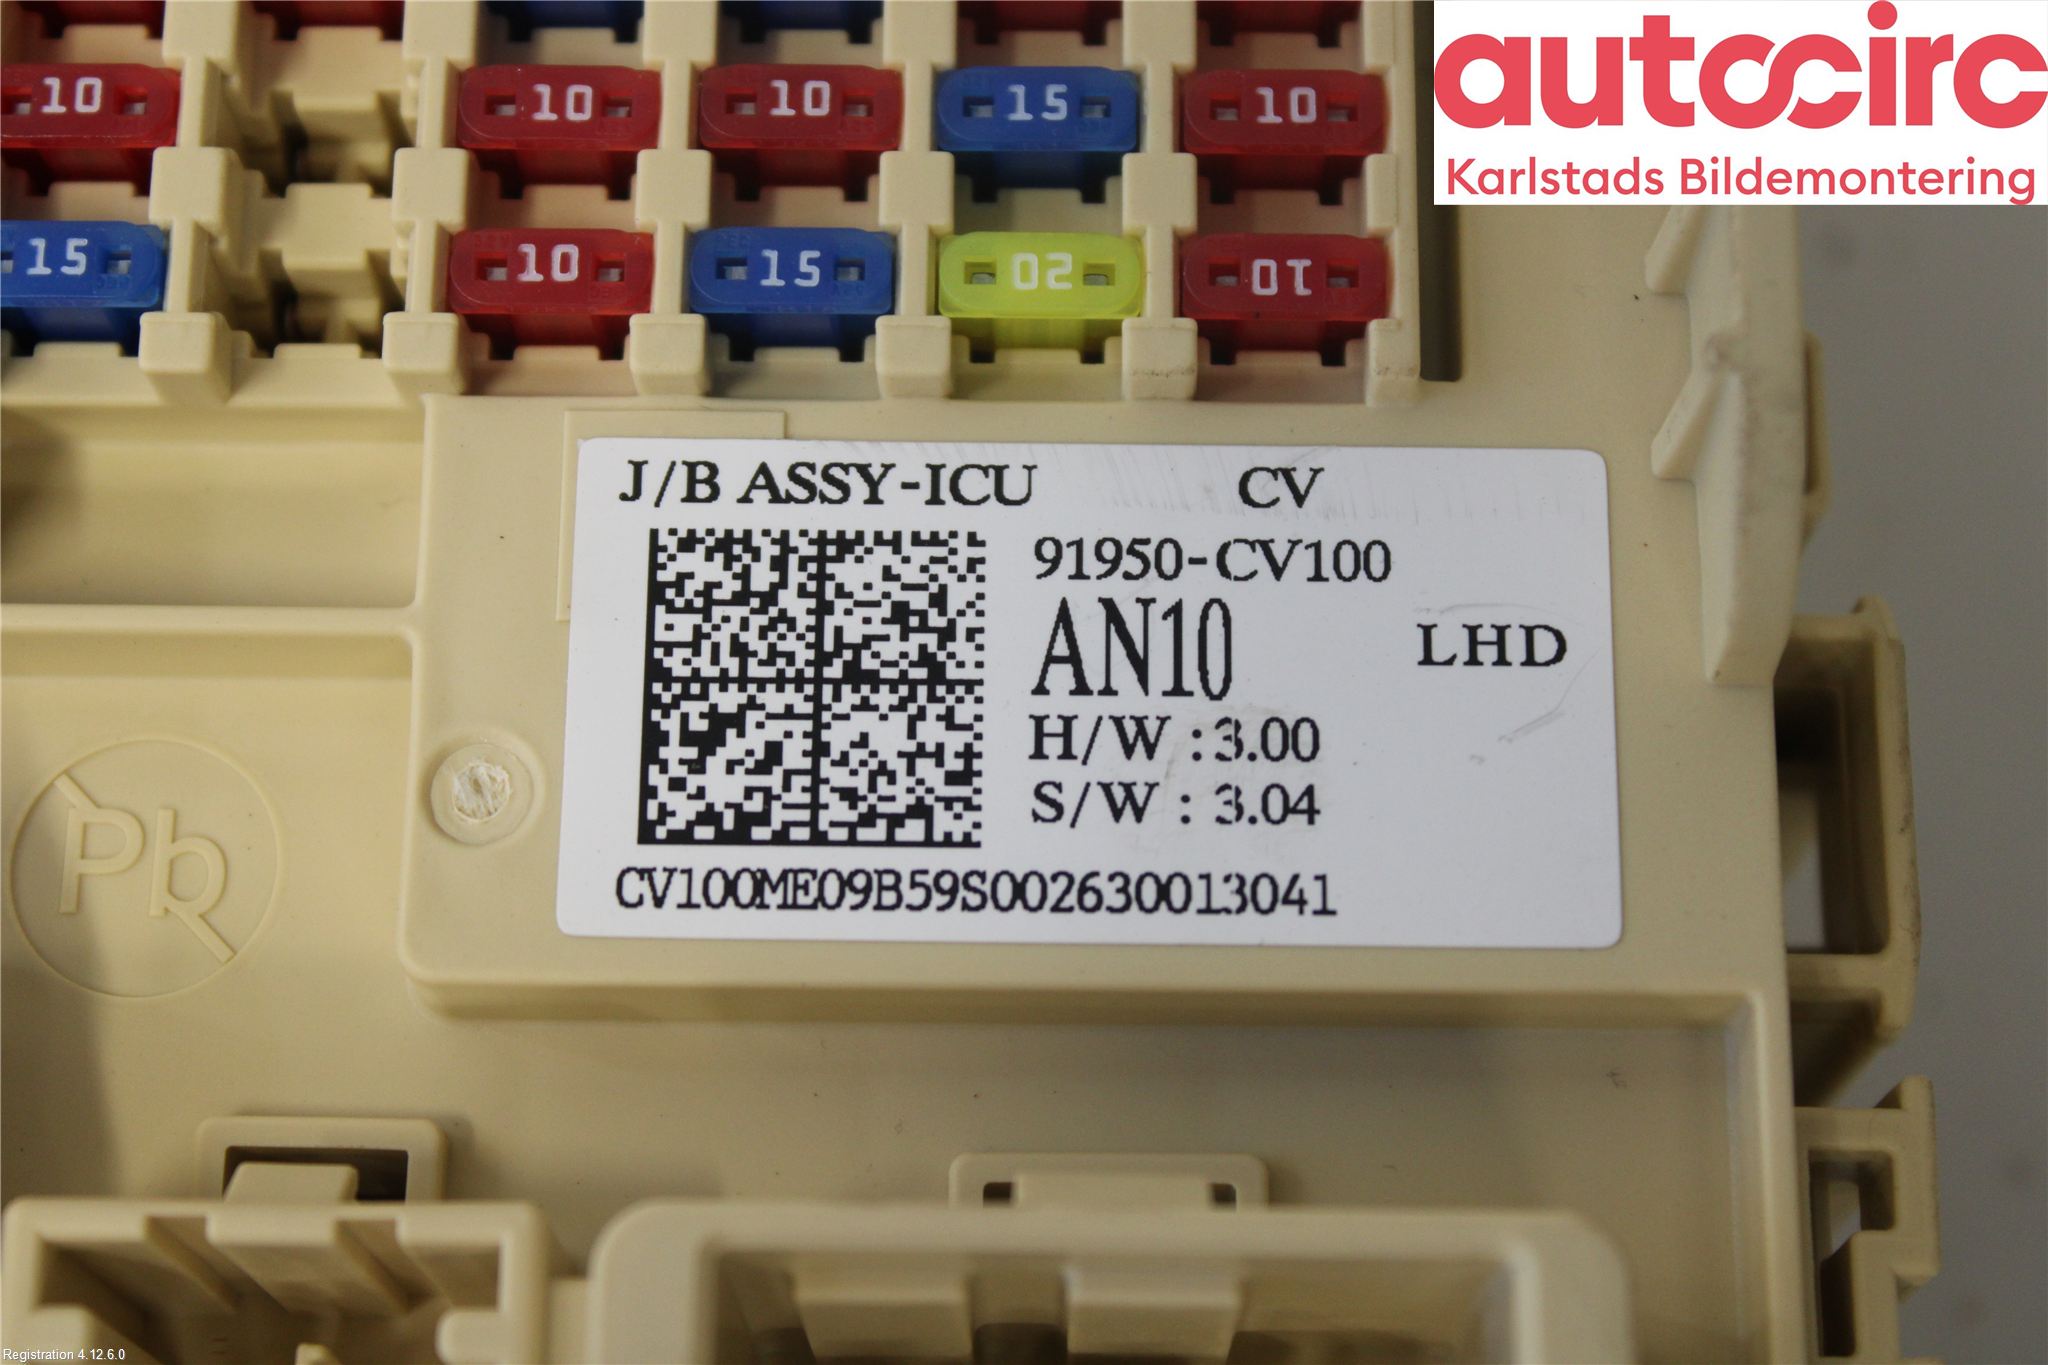 autocirc
Karlstads Bildemontering
10 10 10 15 10
15 10 15 20 10
J/B ASSY-ICU CV
91950-CV100
AN10
LHD
H/W : 3.00
S/W : 3.04
CV100ME09B59S002630013041
Pb
Registration 4.12.6.0